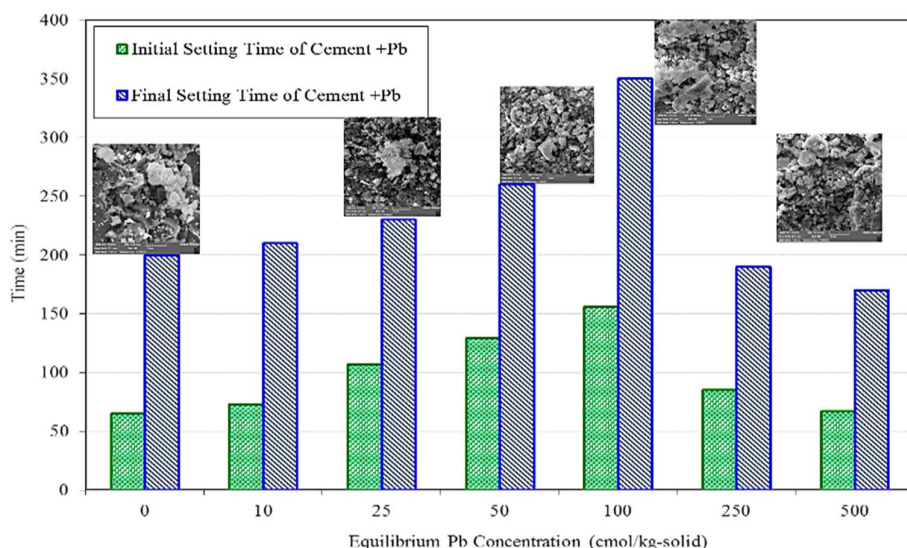 Initial Setting Time of Cement +Pb
Final Setting Time of Cement +Pb
400
350
300
250
200
150
100
50
0
Time (min)
0 10 25 50 100 250 500
Equilibrium Pb Concentration (cmol/kg-solid)